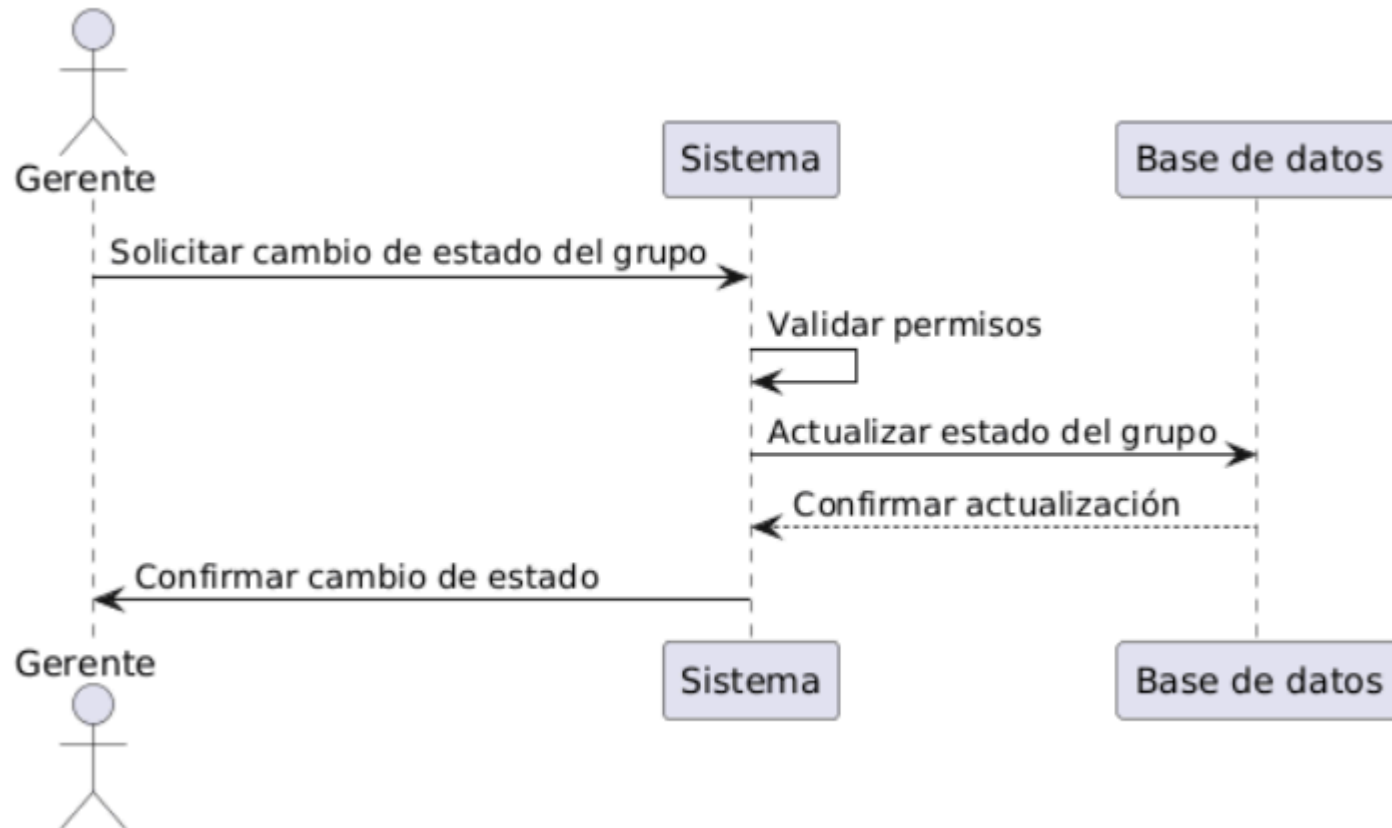 Gerente
Sistema
Base de datos
Solicitar cambio de estado del grupo
Validar permisos
Actualizar estado del grupo
Confirmar actualización
Confirmar cambio de estado
Gerente
Sistema
Base de datos